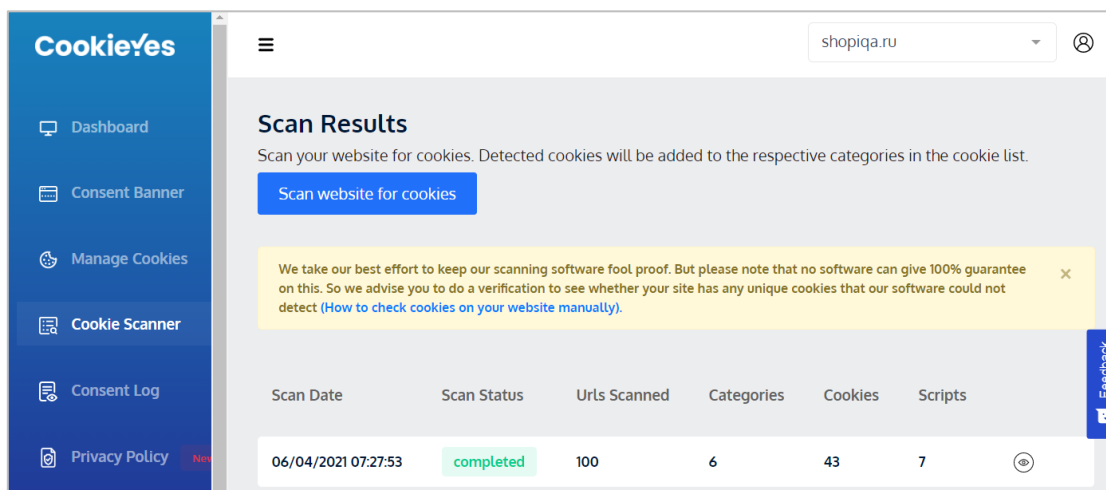 CookieYes
shopiqa.ru
Dashboard
Consent Banner
Manage Cookies
Cookie Scanner
Consent Log
Privacy Policy New
Scan Results
Scan your website for cookies. Detected cookies will be added to the respective categories in the cookie list.
Scan website for cookies
We take our best effort to keep our scanning software fool proof. But please note that no software can give 100% guarantee
on this. So we advise you to do a verification to see whether your site has any unique cookies that our software could not
detect (How to check cookies on your website manually).
Feedback
Scan Date Scan Status Urls Scanned Categories Cookies Scripts
06/04/2021 07:27:53 completed 100 6 43 7